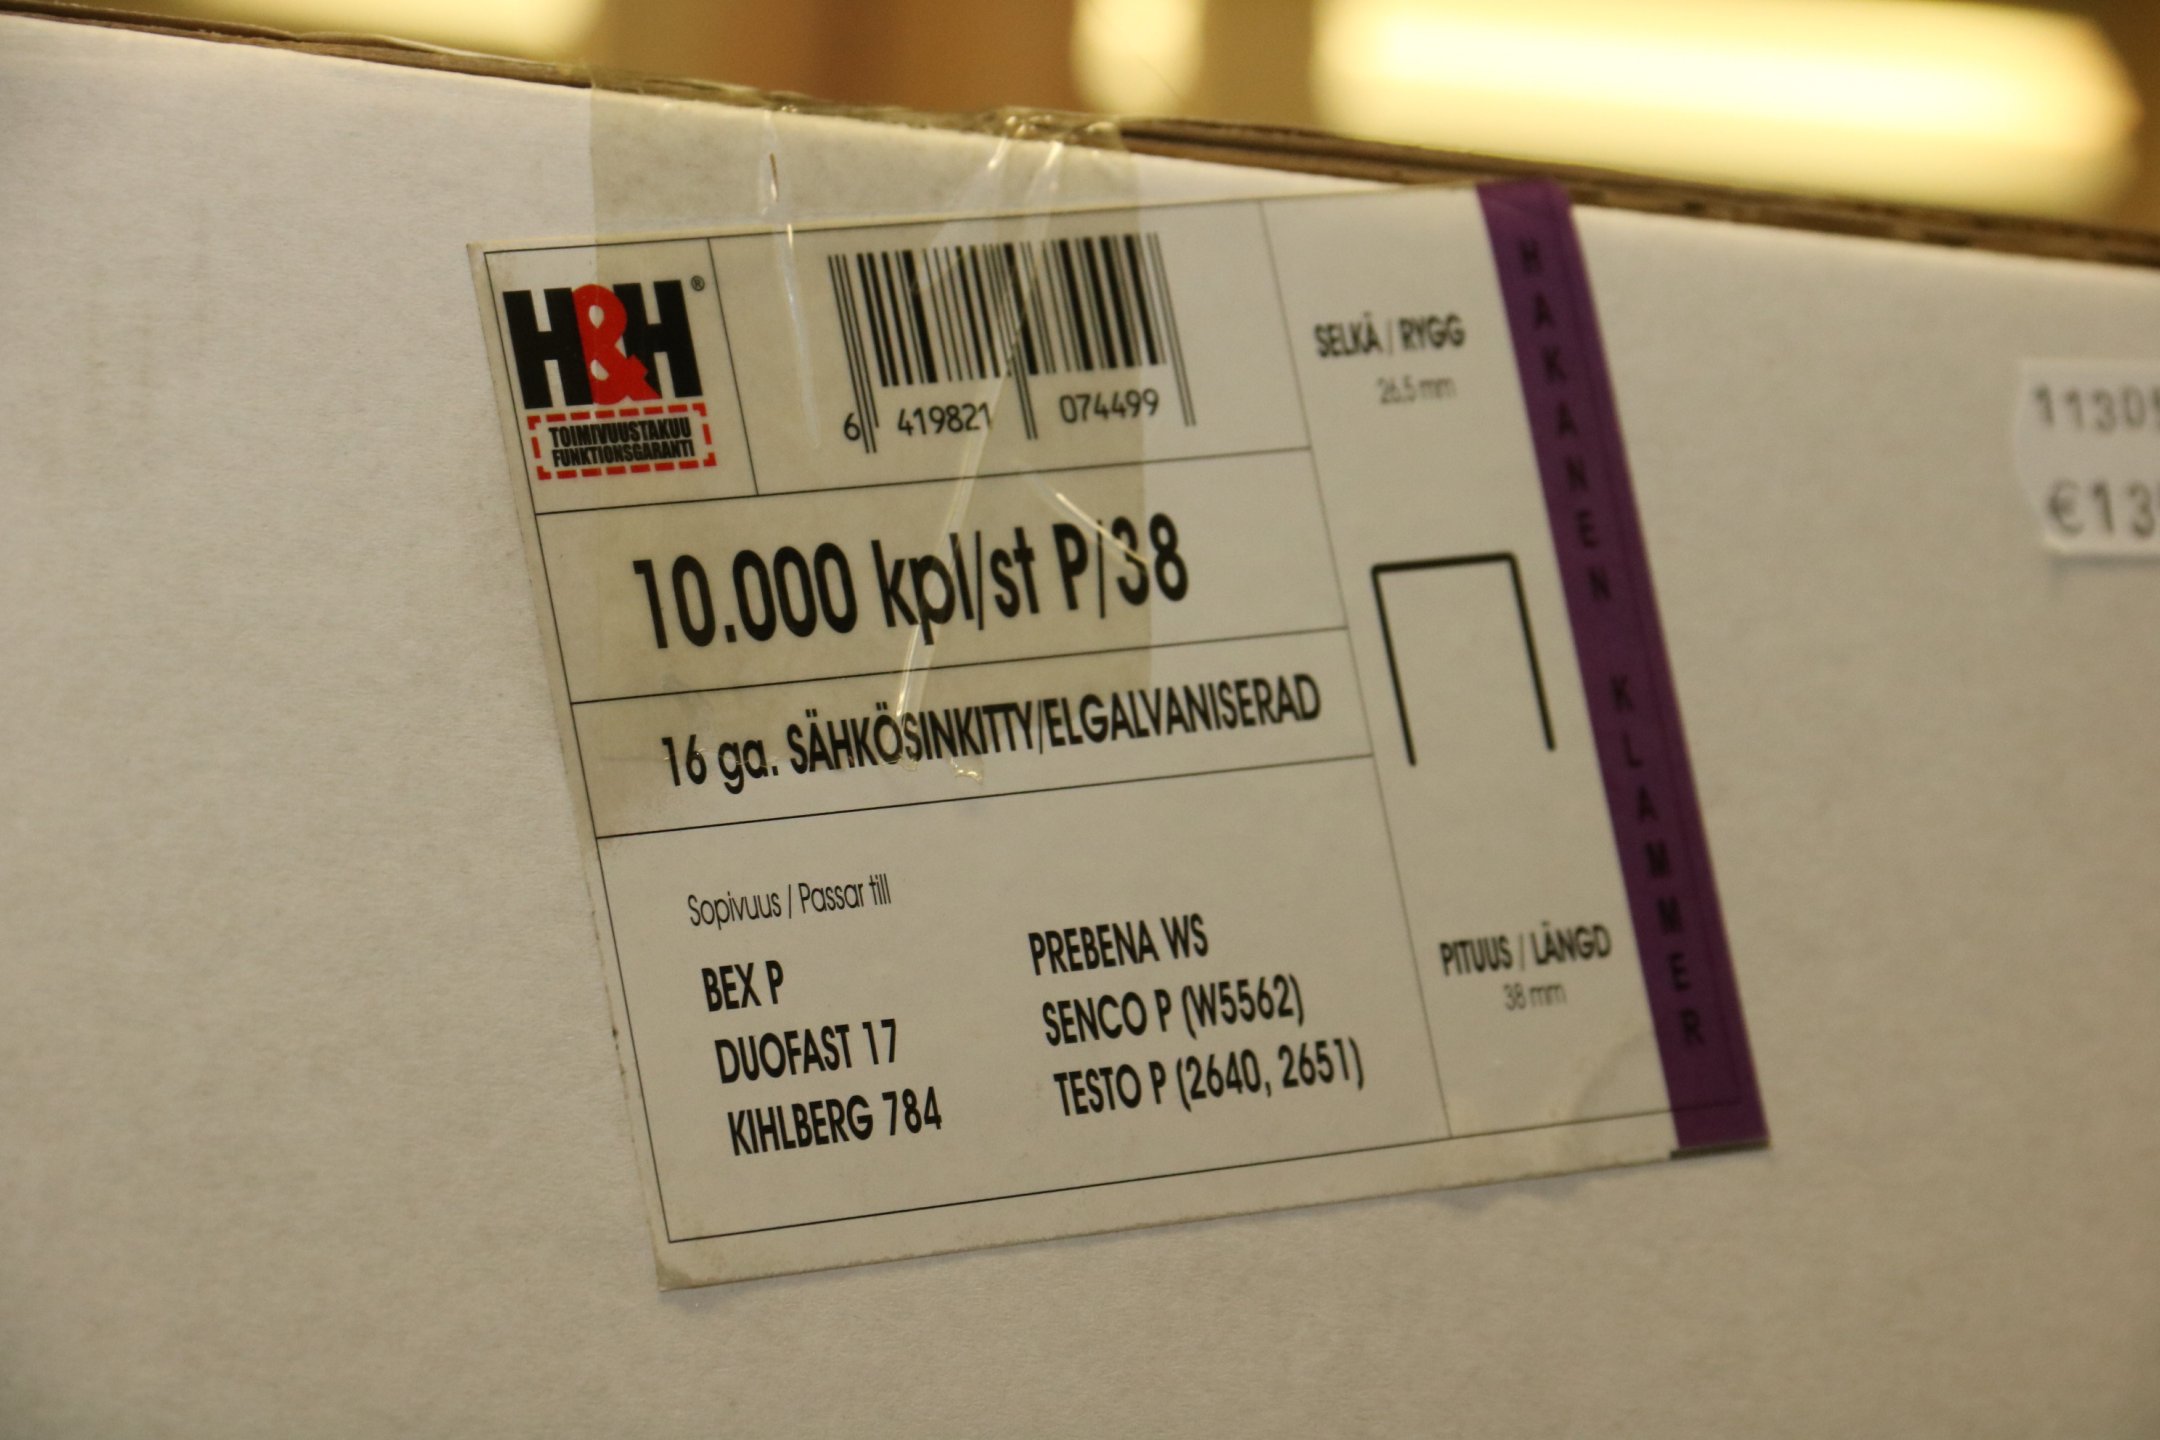 H&H®
TOIMIVUUSTAKUU
FUNKTIONSGARANTI
6 419821 074499
SELKÄ / RYGG
26.5 mm
HAKANEN KLAMMER
10.000 kpl/st P/38
16 ga. SÄHKÖSINKITTY/ELGALVANISERAD
Sopivuus / Passar till
BEX P
DUOFAST 17
KIHLBERG 784
PREBENA WS
SENCO P (W5562)
TESTO P (2640, 2651)
PITUUS / LÄNGD
38 mm